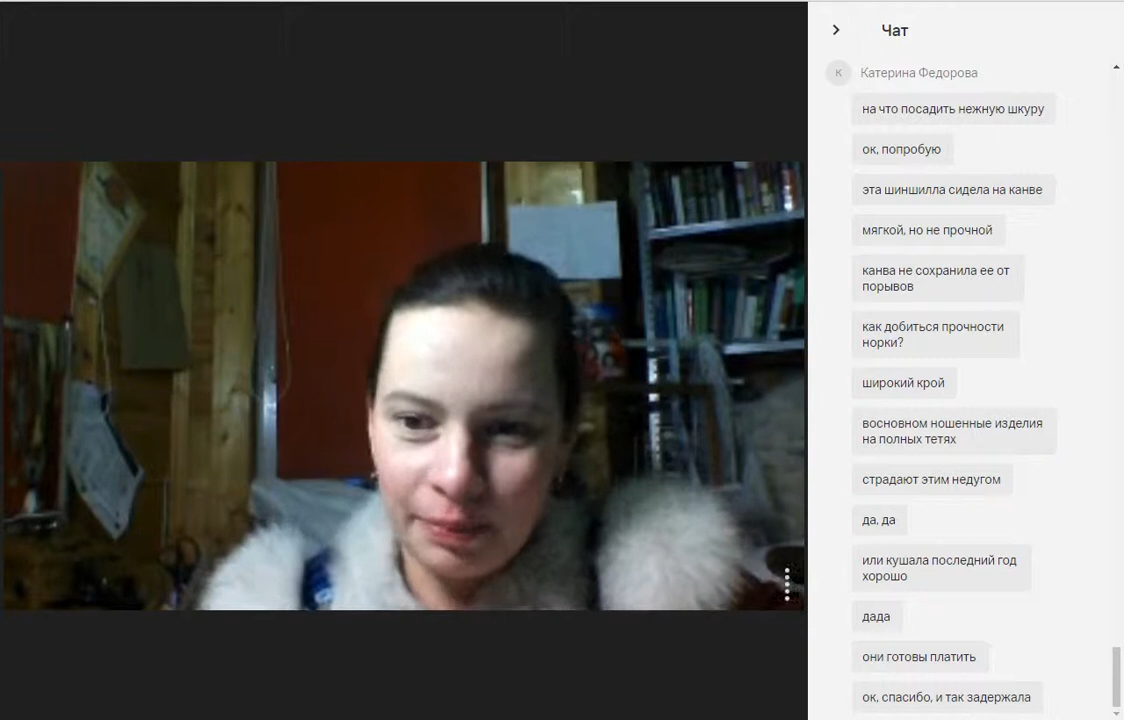 Чат
К
Катерина Федорова
на что посадить нежную шкуру
ок, попробую
эта шиншилла сидела на канве
мягкой, но не прочной
канва не сохранила ее от
порывов
как добиться прочности
норки?
широкий крой
восновном ношенные изделия
на полных тетях
страдают этим недугом
да, да
или кушала последний год
хорошо
дада
они готовы платить
ок, спасибо, и так задержала